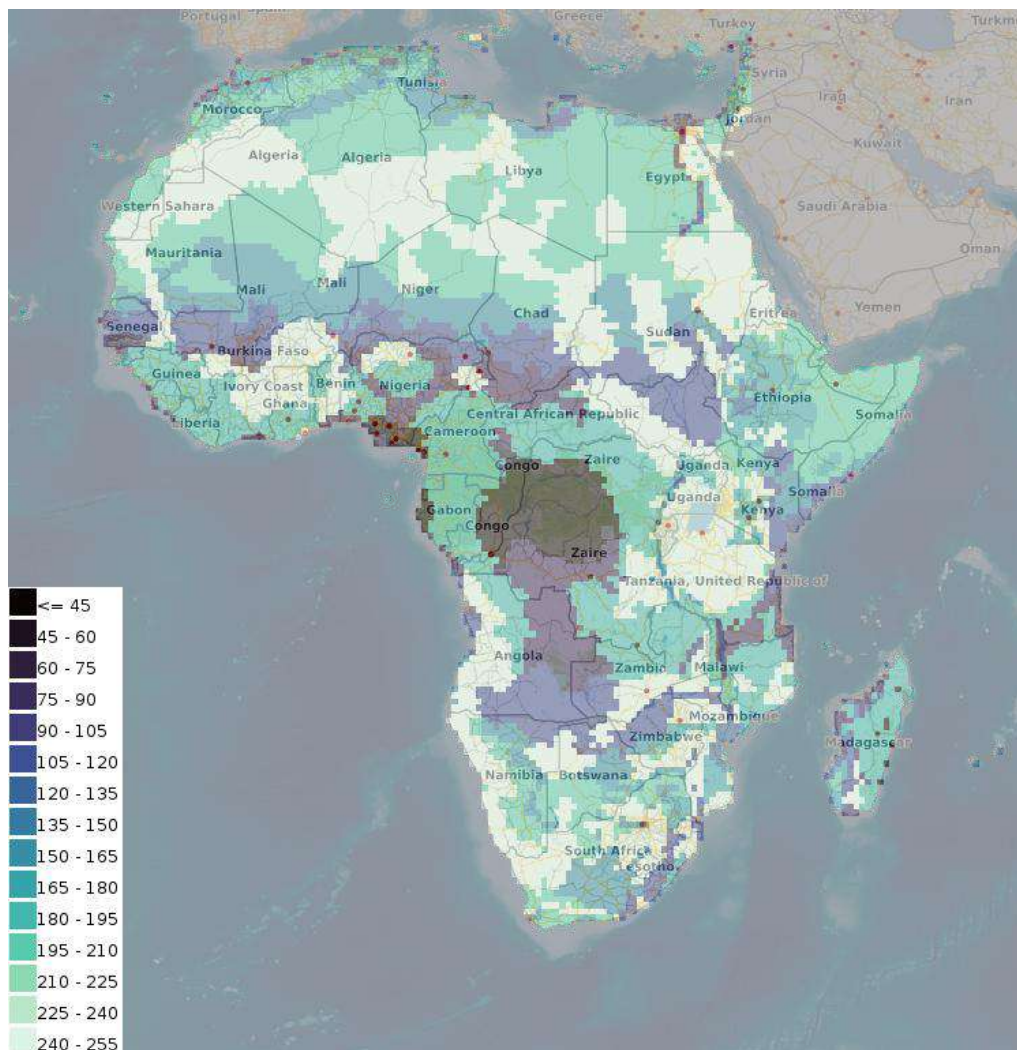 Portugal
Greece
Turkey
Turkm
Tunisia
Syria
Morocco
Iraq
Iran
Jordan
Algeria
Algeria
Libya
Kuwait
Egypt
Western Sahara
Saudi Arabia
Mauritania
Oman
Mali
Mali
Niger
Chad
Eritrea
Yemen
Senegal
Sudan
Burkina Faso
Guinea
Ivory Coast
Benin
Nigeria
Ethiopia
Ghana
Central African Republic
Somalia
Liberia
Cameroon
Congo
Zaire
Uganda
Kenya
Uganda
Somalia
Gabon
Kenya
Congo
Zaire
Tanzania, United Republic of
Angola
Zambia
Malawi
Mozambique
Zimbabwe
Madagascar
Namibia
Botswana
South Africa
Lesotho
<= 45
45 - 60
60 - 75
75 - 90
90 - 105
105 - 120
120 - 135
135 - 150
150 - 165
165 - 180
180 - 195
195 - 210
210 - 225
225 - 240
240 - 255